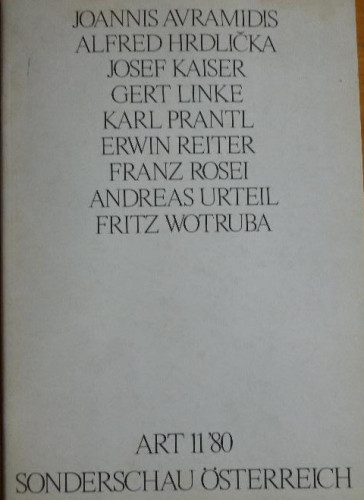 JOANNIS AVRAMIDIS
ALFRED HRDLIČKA
JOSEF KAISER
GERT LINKE
KARL PRANTL
ERWIN REITER
FRANZ ROSEI
ANDREAS URTEIL
FRITZ WOTRUBA
ART 11'80
SONDERSCHAU ÖSTERREICH